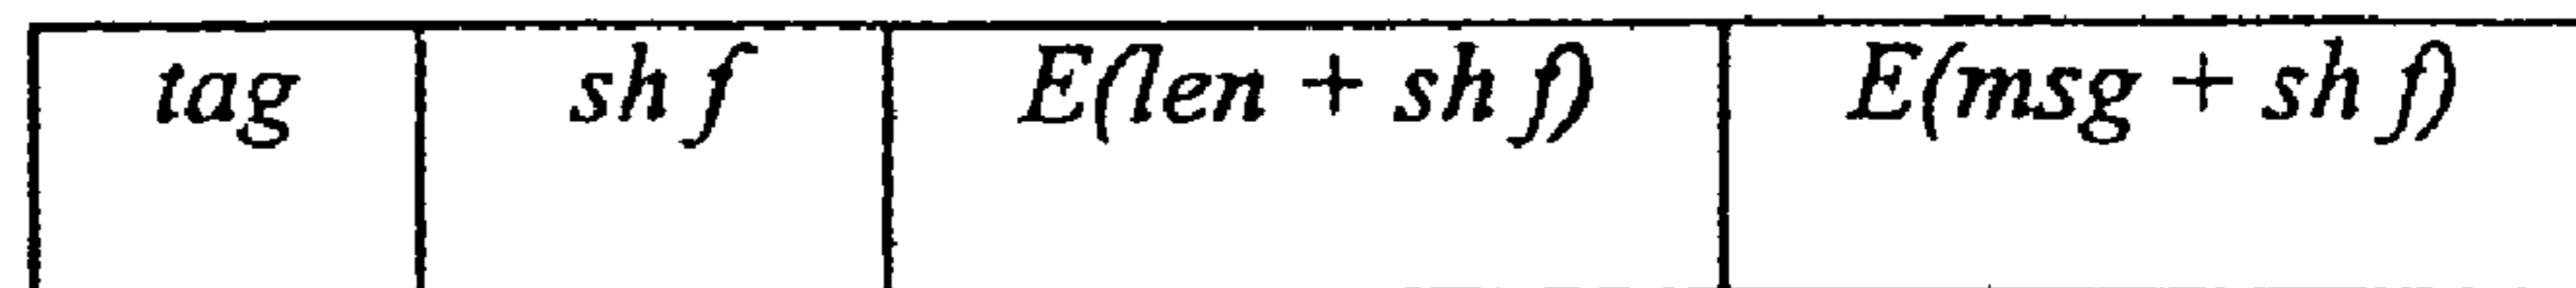 tag sh f E(len + sh f) E(msg + sh f)